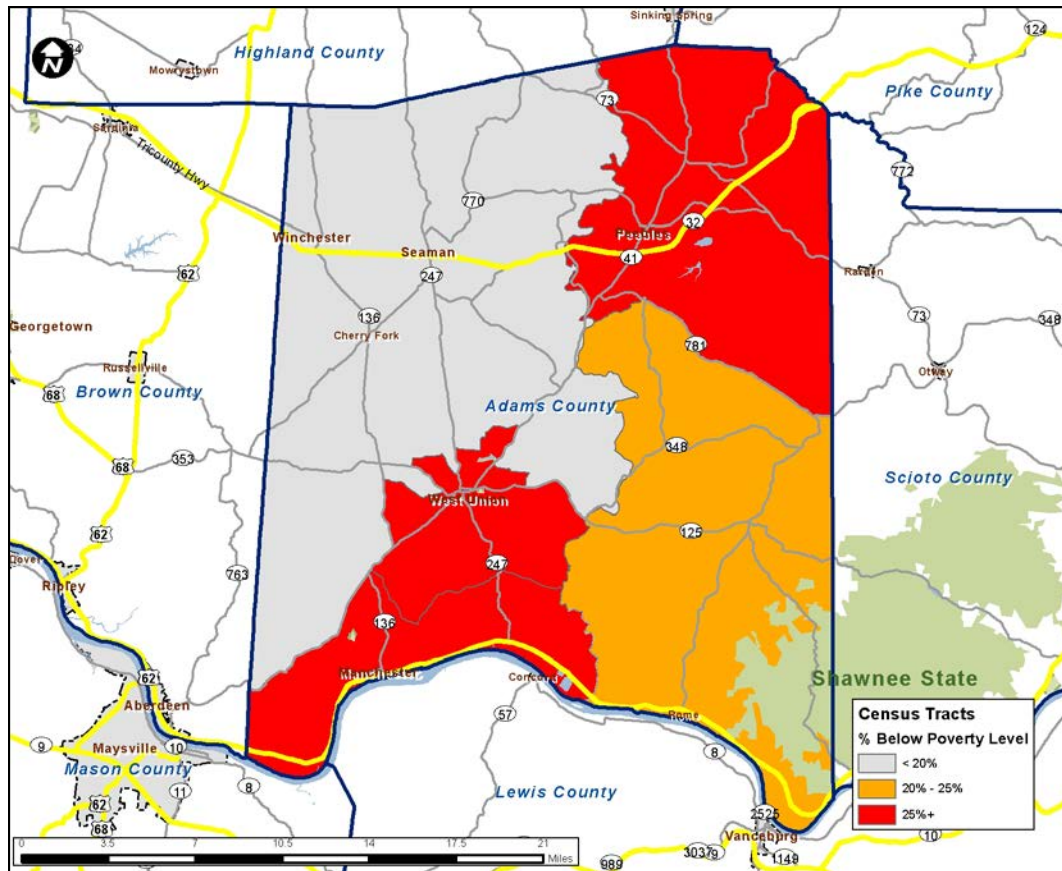 Sinking Spring
124
Highland County
N
Mowrystown
Pike County
73
Sardinia
Tricounty Hwy
772
770
32
Winchester
Peebles
Seaman
41
62
247
Rarden
136
73
348
Georgetown
Cherry Fork
781
Russellville
Otway
68
Brown County
Adams County
348
353
68
Scioto County
West Union
125
62
247
Dover
763
Ripley
136
Manchester
Shawnee State
62
Concord
Aberdeen
Rome
57
9
Maysville
10
8
Mason County
8
11
Lewis County
62
68
2525
Vanceburg
10
989
3037
9
1149
Census Tracts
% Below Poverty Level
< 20%
20% - 25%
25%+
0 3.5 7 10.5 14 17.5 21
Miles